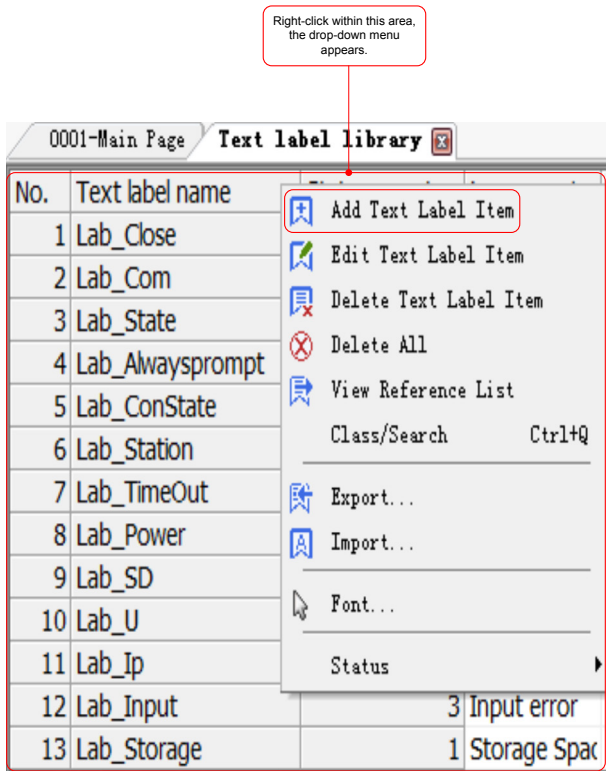 Right-click within this area,
the drop-down menu
appears.
0001-Main Page Text label library
No. Text label name
1 Lab_Close
2 Lab_Com
3 Lab_State
4 Lab_Alwaysprompt
5 Lab_ConState
6 Lab_Station
7 Lab_TimeOut
8 Lab_Power
9 Lab_SD
10 Lab_U
11 Lab_Ip
12 Lab_Input 3 Input error
13 Lab_Storage 1 Storage Spac
Add Text Label Item
Edit Text Label Item
Delete Text Label Item
Delete All
View Reference List
Class/Search Ctrl+Q
Export...
Import...
Font...
Status